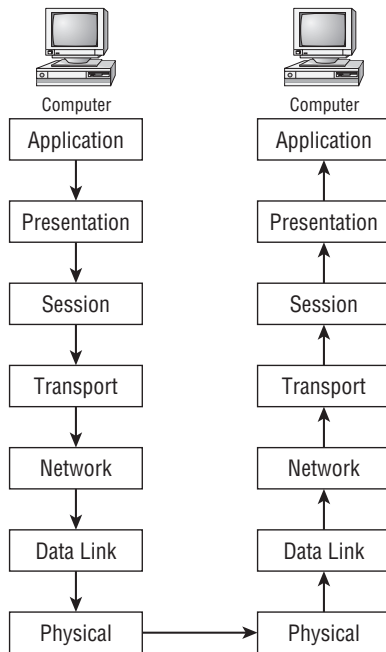 Computer
Computer
Application
Application
Presentation
Presentation
Session
Session
Transport
Transport
Network
Network
Data Link
Data Link
Physical
Physical